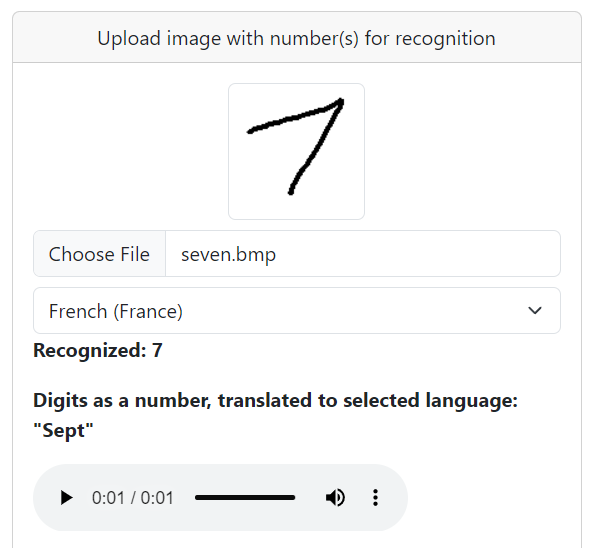 Upload image with number(s) for recognition
7
Choose File seven.bmp
French (France)
Recognized: 7
Digits as a number, translated to selected language:
"Sept"
0:01 / 0:01